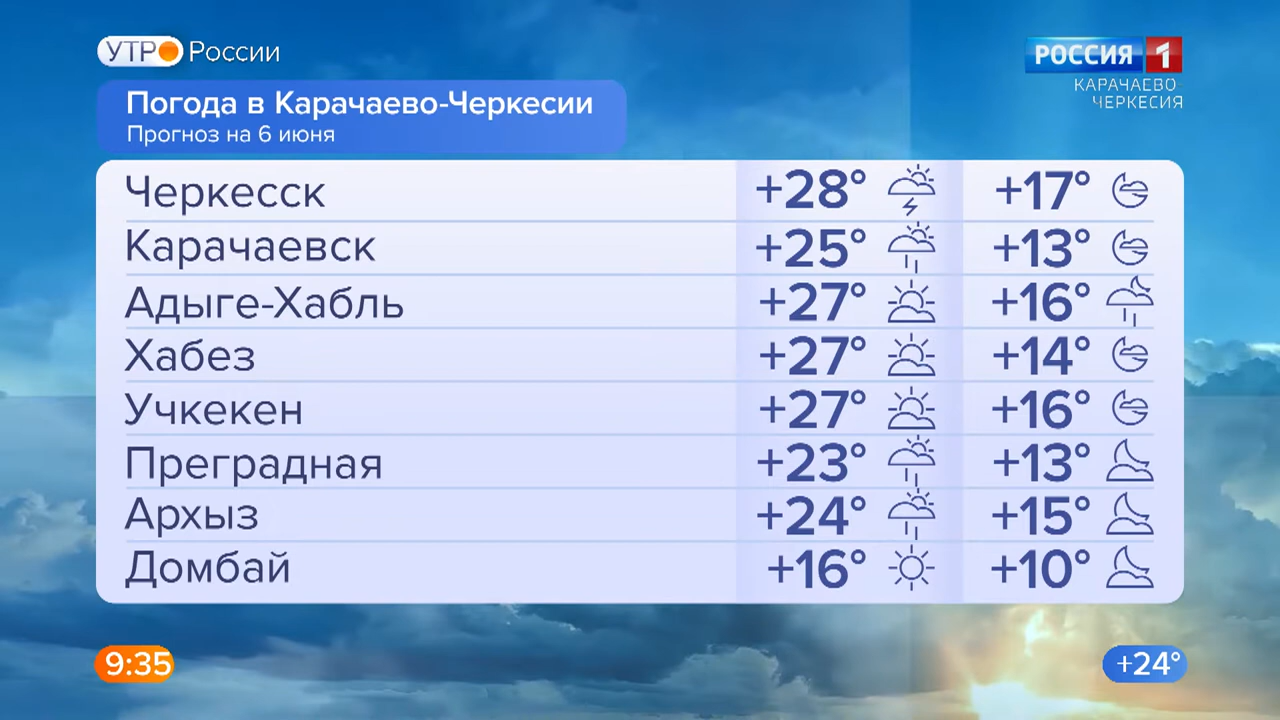 УТРО России
РОССИЯ 1
КАРАЧАЕВО-
ЧЕРКЕСИЯ
Погода в Карачаево-Черкесии
Прогноз на 6 июня
Черкесск +28° +17°
Карачаевск +25° +13°
Адыге-Хабль +27° +16°
Хабез +27° +14°
Учкекен +27° +16°
Преградная +23° +13°
Архыз +24° +15°
Домбай +16° +10°
9:35 +24°